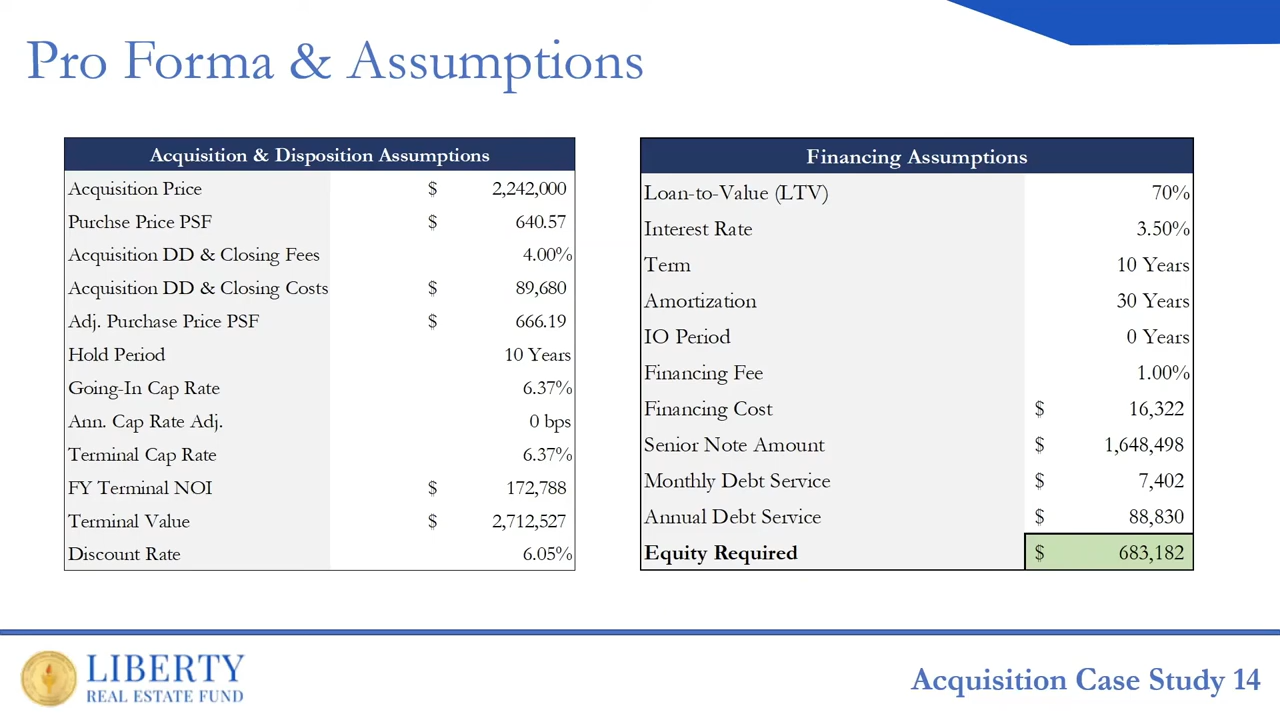 Pro Forma & Assumptions
Acquisition & Disposition Assumptions
Acquisition Price $ 2,242,000
Purchse Price PSF $ 640.57
Acquisition DD & Closing Fees 4.00%
Acquisition DD & Closing Costs $ 89,680
Adj. Purchase Price PSF $ 666.19
Hold Period 10 Years
Going-In Cap Rate 6.37%
Ann. Cap Rate Adj. 0 bps
Terminal Cap Rate 6.37%
FY Terminal NOI $ 172,788
Terminal Value $ 2,712,527
Discount Rate 6.05%
Financing Assumptions
Loan-to-Value (LTV) 70%
Interest Rate 3.50%
Term 10 Years
Amortization 30 Years
IO Period 0 Years
Financing Fee 1.00%
Financing Cost $ 16,322
Senior Note Amount $ 1,648,498
Monthly Debt Service $ 7,402
Annual Debt Service $ 88,830
Equity Required $ 683,182
LIBERTY
REAL ESTATE FUND
Acquisition Case Study 14